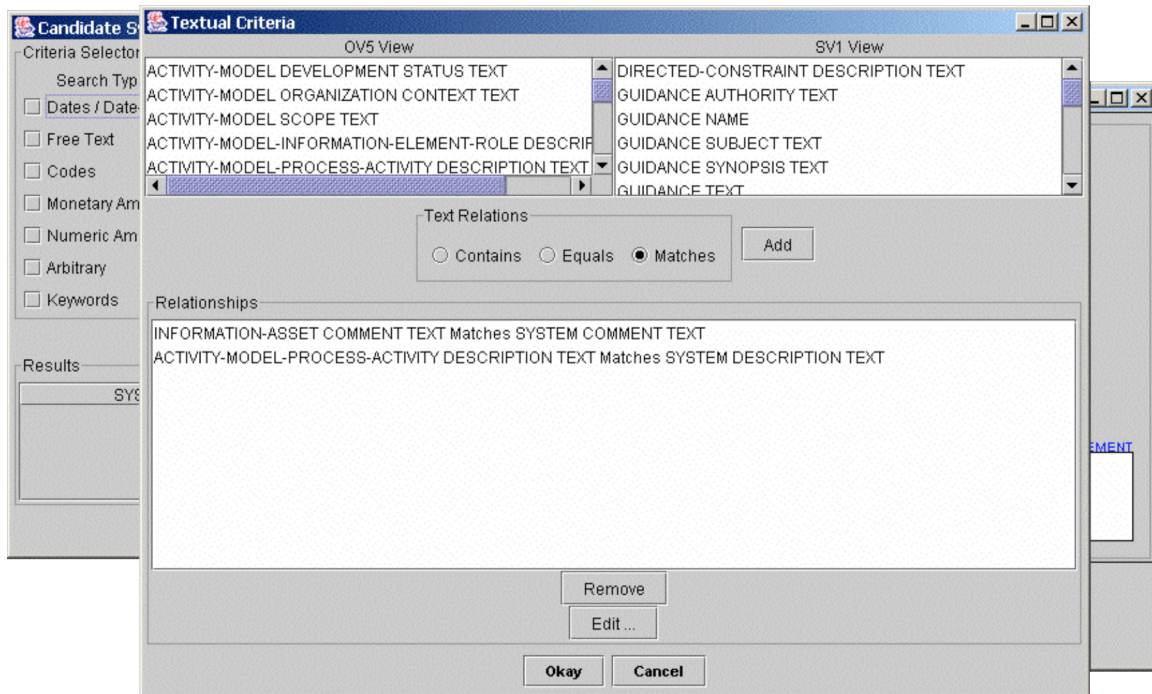 Candidate
Criteria Selector
Search Typ
Dates / Date-
Free Text
Codes
Monetary Am
Numeric Am
Arbitrary
Keywords
Results
SYS
Textual Criteria
OV5 View
SV1 View
ACTIVITY-MODEL DEVELOPMENT STATUS TEXT
ACTIVITY-MODEL ORGANIZATION CONTEXT TEXT
ACTIVITY-MODEL SCOPE TEXT
ACTIVITY-MODEL-INFORMATION-ELEMENT-ROLE DESCRIP
ACTIVITY-MODEL-PROCESS-ACTIVITY DESCRIPTION TEXT
DIRECTED-CONSTRAINT DESCRIPTION TEXT
GUIDANCE AUTHORITY TEXT
GUIDANCE NAME
GUIDANCE SUBJECT TEXT
GUIDANCE SYNOPSIS TEXT
GUIDANCE TEXT
Text Relations
Contains Equals Matches
Add
Relationships
INFORMATION-ASSET COMMENT TEXT Matches SYSTEM COMMENT TEXT
ACTIVITY-MODEL-PROCESS-ACTIVITY DESCRIPTION TEXT Matches SYSTEM DESCRIPTION TEXT
Remove
Edit ...
Okay Cancel
EMENT